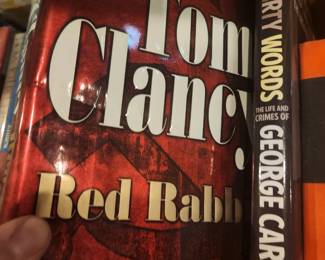 Tom
Clancy
Red Rabb
RTY WORDS
THE LIFE AND
CRIMES OF
GEORGE CAR